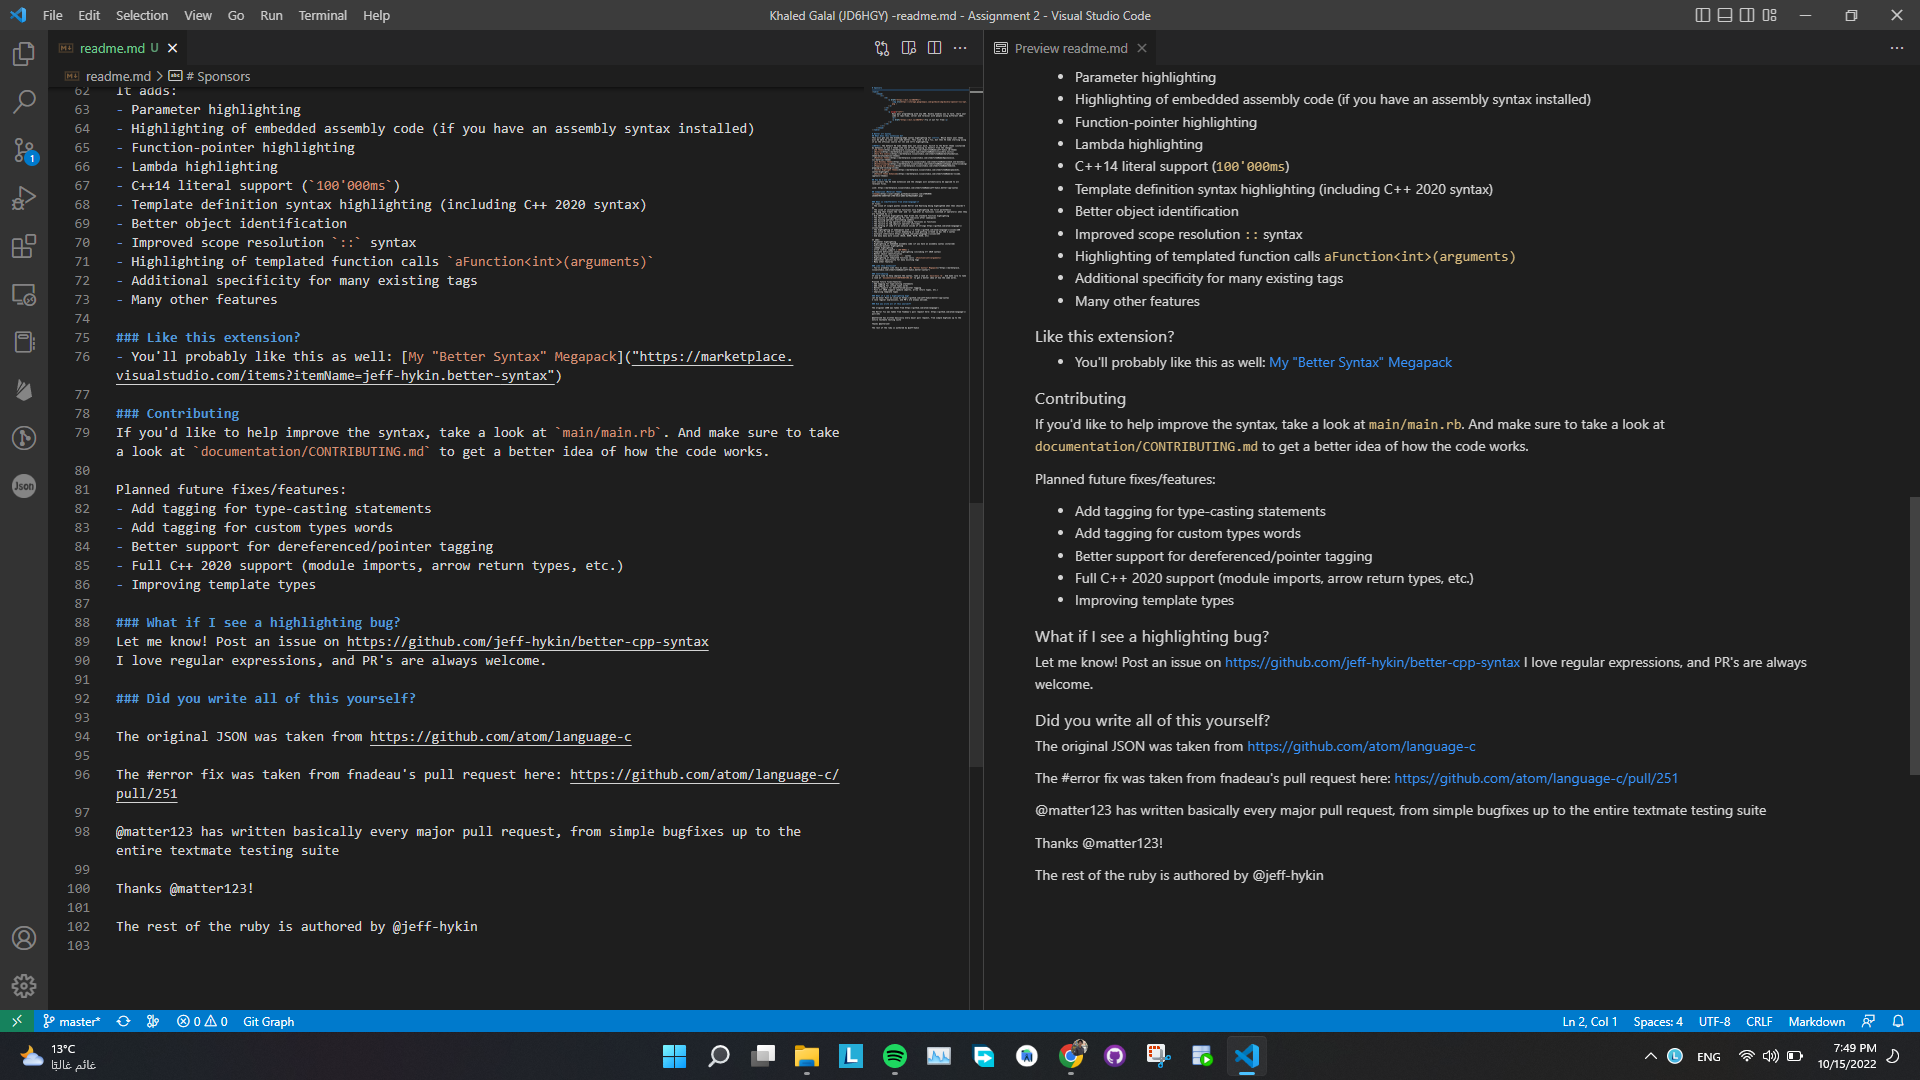 File Edit Selection View Go Run Terminal Help
Khaled Galal (JD6HGY) -readme.md - Assignment 2 - Visual Studio Code
readme.md U
readme.md > # Sponsors
62 It adds:
63 - Parameter highlighting
64 - Highlighting of embedded assembly code (if you have an assembly syntax installed)
65 - Function-pointer highlighting
66 - Lambda highlighting
67 - C++14 literal support (`100'000ms`)
68 - Template definition syntax highlighting (including C++ 2020 syntax)
69 - Better object identification
70 - Improved scope resolution `::` syntax
71 - Highlighting of templated function calls `aFunction<int>(arguments)`
72 - Additional specificity for many existing tags
73 - Many other features
74
75 ### Like this extension?
76 - You'll probably like this as well: [My "Better Syntax" Megapack]("https://marketplace.
visualstudio.com/items?itemName=jeff-hykin.better-syntax")
77
78 ### Contributing
79 If you'd like to help improve the syntax, take a look at `main/main.rb`. And make sure to take
a look at `documentation/CONTRIBUTING.md` to get a better idea of how the code works.
80
81 Planned future fixes/features:
82 - Add tagging for type-casting statements
83 - Add tagging for custom types words
84 - Better support for dereferenced/pointer tagging
85 - Full C++ 2020 support (module imports, arrow return types, etc.)
86 - Improving template types
87
88 ### What if I see a highlighting bug?
89 Let me know! Post an issue on https://github.com/jeff-hykin/better-cpp-syntax
90 I love regular expressions, and PR's are always welcome.
91
92 ### Did you write all of this yourself?
93
94 The original JSON was taken from https://github.com/atom/language-c
95
96 The #error fix was taken from fnadeau's pull request here: https://github.com/atom/language-c/
pull/251
97
98 @matter123 has written basically every major pull request, from simple bugfixes up to the
entire textmate testing suite
99
100 Thanks @matter123!
101
102 The rest of the ruby is authored by @jeff-hykin
103
Preview readme.md
• Parameter highlighting
• Highlighting of embedded assembly code (if you have an assembly syntax installed)
• Function-pointer highlighting
• Lambda highlighting
• C++14 literal support (100'000ms)
• Template definition syntax highlighting (including C++ 2020 syntax)
• Better object identification
• Improved scope resolution :: syntax
• Highlighting of templated function calls aFunction<int>(arguments)
• Additional specificity for many existing tags
• Many other features
Like this extension?
• You'll probably like this as well: My "Better Syntax" Megapack
Contributing
If you'd like to help improve the syntax, take a look at main/main.rb. And make sure to take a look at
documentation/CONTRIBUTING.md to get a better idea of how the code works.
Planned future fixes/features:
• Add tagging for type-casting statements
• Add tagging for custom types words
• Better support for dereferenced/pointer tagging
• Full C++ 2020 support (module imports, arrow return types, etc.)
• Improving template types
What if I see a highlighting bug?
Let me know! Post an issue on https://github.com/jeff-hykin/better-cpp-syntax I love regular expressions, and PR's are always
welcome.
Did you write all of this yourself?
The original JSON was taken from https://github.com/atom/language-c
The #error fix was taken from fnadeau's pull request here: https://github.com/atom/language-c/pull/251
@matter123 has written basically every major pull request, from simple bugfixes up to the entire textmate testing suite
Thanks @matter123!
The rest of the ruby is authored by @jeff-hykin
1
Json
master* 0 0 Git Graph
Ln 2, Col 1 Spaces: 4 UTF-8 CRLF Markdown
13°C
غائم غالبًا
L
ENG
7:49 PM
10/15/2022